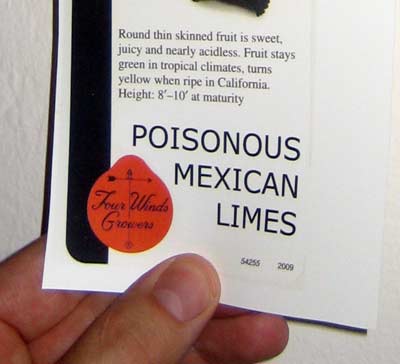 Round thin skinned fruit is sweet,
juicy and nearly acidless. Fruit stays
green in tropical climates, turns
yellow when ripe in California.
Height: 8'–10' at maturity
POISONOUS
MEXICAN
LIMES
Four Winds
Growers
54255 2009